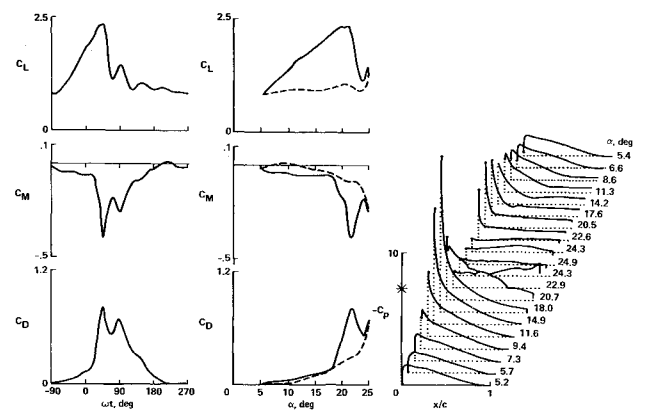 2.5
C_L
0
.1
C_M
-.5
1.2
C_D
0
-90 0 90 180 270
ωt, deg
2.5
C_L
0
.1
C_M
-.5
1.2
C_D
0
0 5 10 15 20 25
α, deg
α, deg
5.4
6.6
8.6
11.3
14.2
17.6
20.5
22.6
24.3
24.9
24.3
22.9
20.7
18.0
14.9
11.6
9.4
7.3
5.7
5.2
10
-C_p
0
0 1
x/c